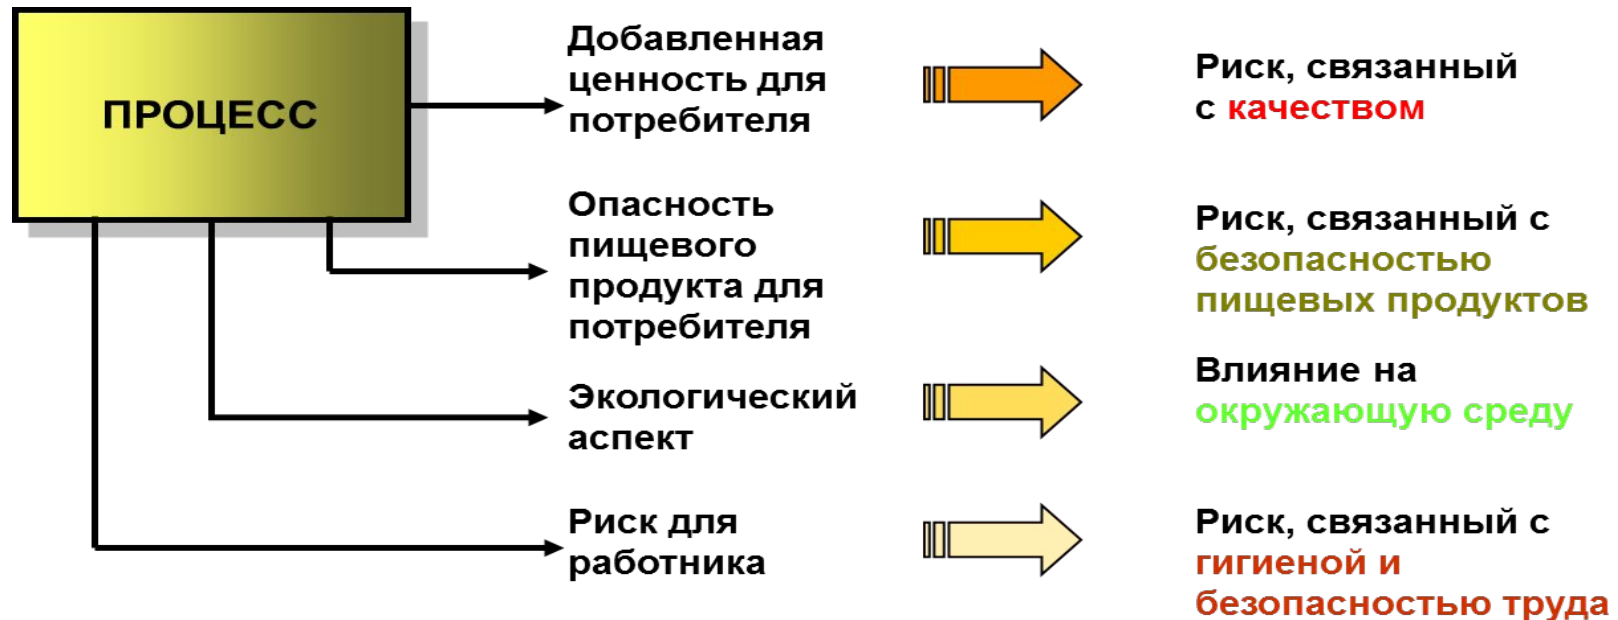 ПРОЦЕСС
Добавленная
ценность для
потребителя
Риск, связанный
с качеством
Опасность
пищевого
продукта для
потребителя
Риск, связанный с
безопасностью
пищевых продуктов
Экологический
аспект
Влияние на
окружающую среду
Риск для
работника
Риск, связанный с
гигиеной и
безопасностью труда